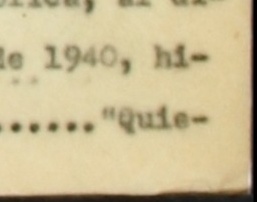 de 1940, hi-
......"Quie-